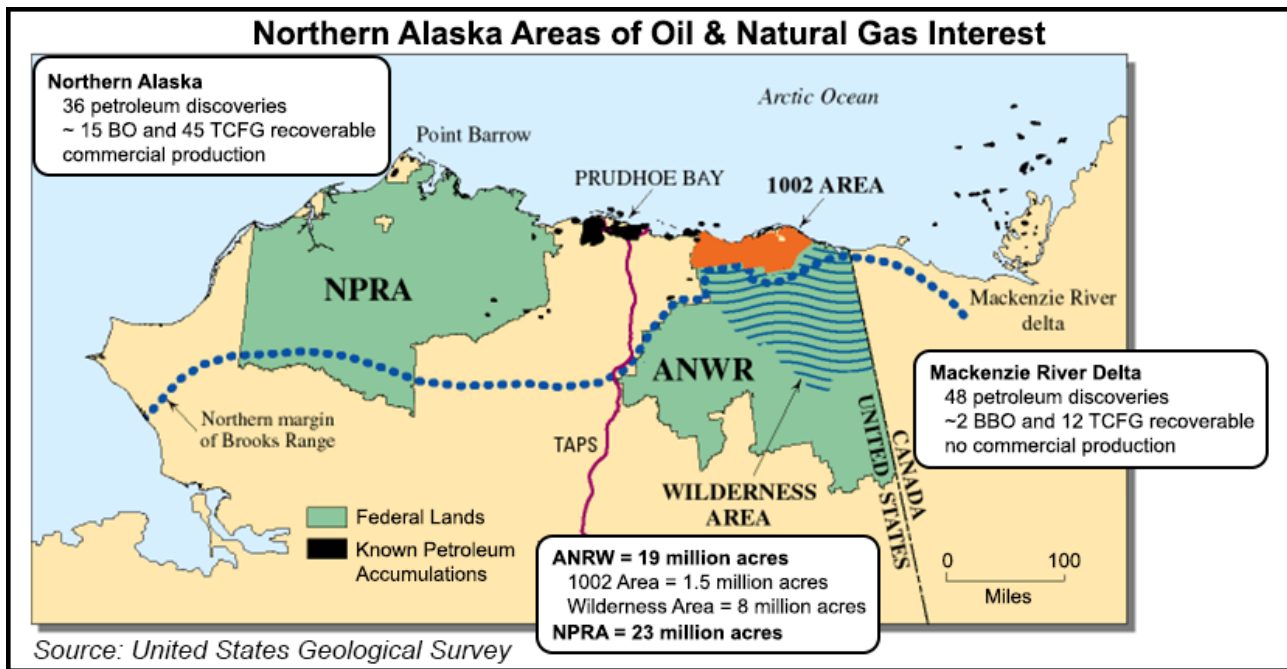 Northern Alaska Areas of Oil & Natural Gas Interest
Northern Alaska
36 petroleum discoveries
~ 15 BO and 45 TCFG recoverable
commercial production
Arctic Ocean
Point Barrow
PRUDHOE BAY
1002 AREA
NPRA
Mackenzie River
delta
ANWR
Mackenzie River Delta
48 petroleum discoveries
~2 BBO and 12 TCFG recoverable
no commercial production
Northern margin
of Brooks Range
TAPS
CANADA
UNITED STATES
WILDERNESS
AREA
Federal Lands
Known Petroleum
Accumulations
ANRW = 19 million acres
1002 Area = 1.5 million acres
Wilderness Area = 8 million acres
NPRA = 23 million acres
0 100
Miles
Source: United States Geological Survey